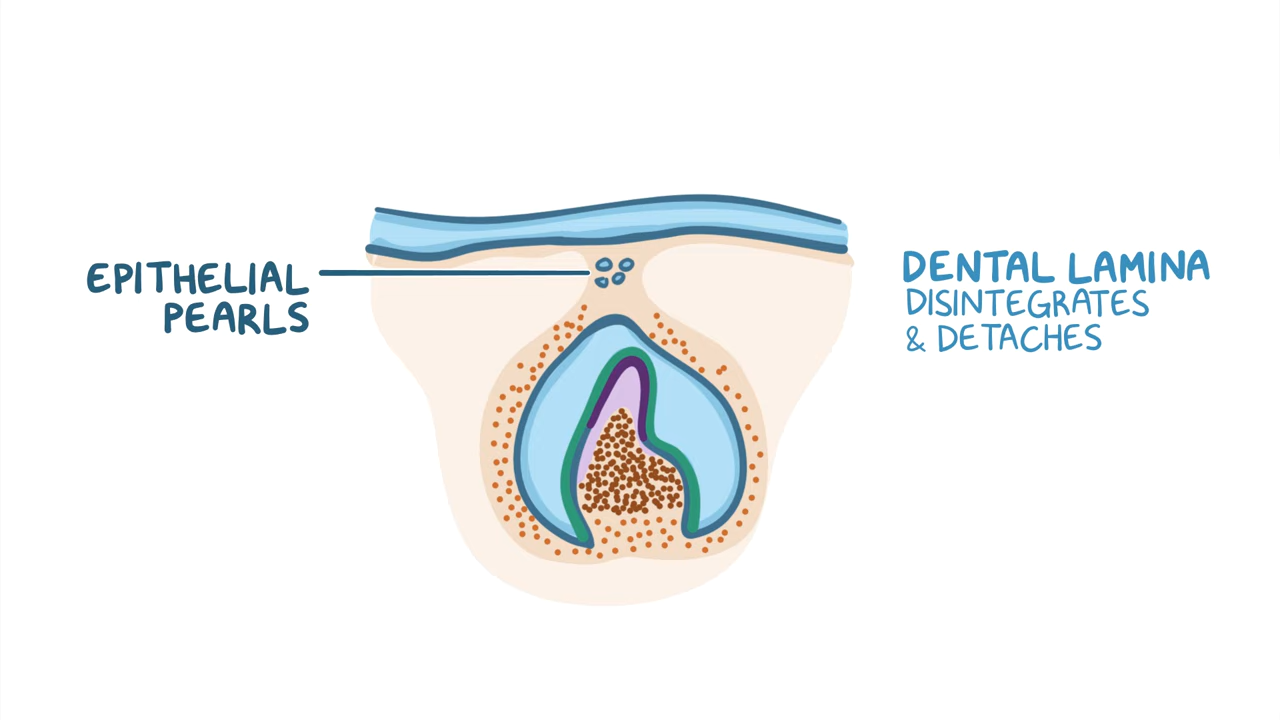 EPITHELIAL
PEARLS
DENTAL LAMINA
DISINTEGRATES
& DETACHES